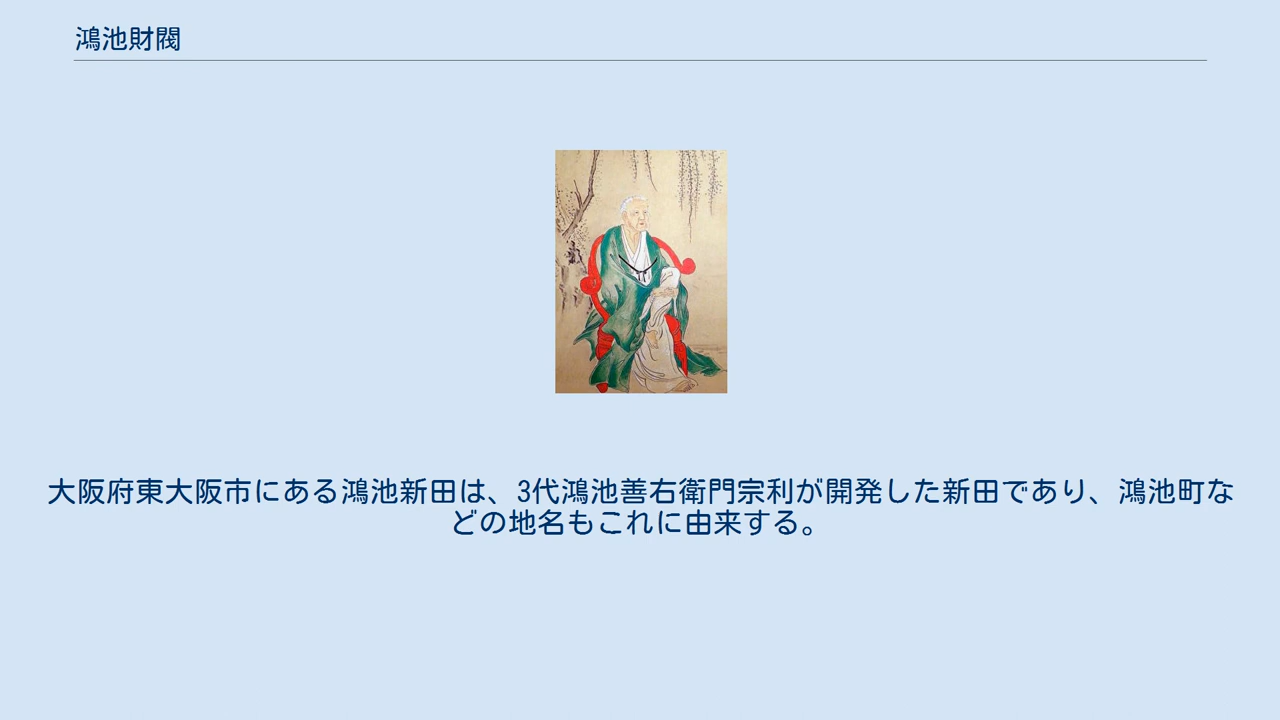 鴻池財閥
大阪府東大阪市にある鴻池新田は、3代鴻池善右衛門宗利が開発した新田であり、鴻池町な
どの地名もこれに由来する。